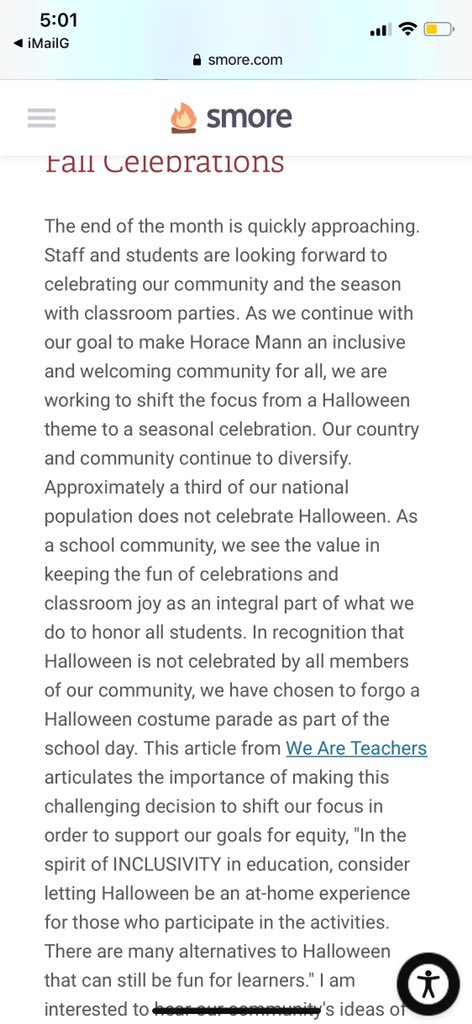 5:01
◀ iMailG
smore.com
smore
Fall Celebrations
The end of the month is quickly approaching.
Staff and students are looking forward to
celebrating our community and the season
with classroom parties. As we continue with
our goal to make Horace Mann an inclusive
and welcoming community for all, we are
working to shift the focus from a Halloween
theme to a seasonal celebration. Our country
and community continue to diversify.
Approximately a third of our national
population does not celebrate Halloween. As
a school community, we see the value in
keeping the fun of celebrations and
classroom joy as an integral part of what we
do to honor all students. In recognition that
Halloween is not celebrated by all members
of our community, we have chosen to forgo a
Halloween costume parade as part of the
school day. This article from We Are Teachers
articulates the importance of making this
challenging decision to shift our focus in
order to support our goals for equity, "In the
spirit of INCLUSIVITY in education, consider
letting Halloween be an at-home experience
for those who participate in the activities.
There are many alternatives to Halloween
that can still be fun for learners." I am
interested to hear our community's ideas of